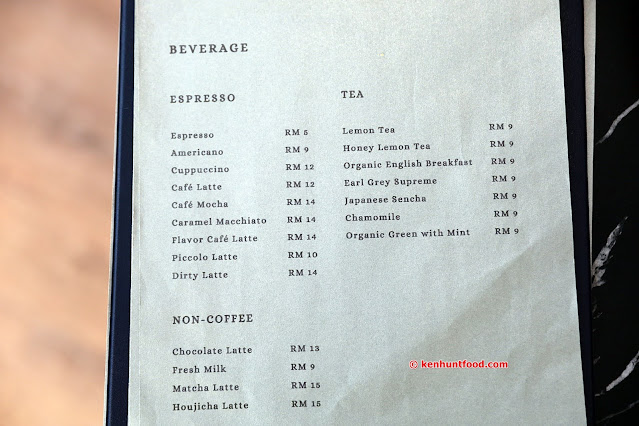 BEVERAGE
ESPRESSO
Espresso RM 6
Americano RM 9
Cuppuccino RM 12
Café Latte RM 12
Café Mocha RM 14
Caramel Macchiato RM 14
Flavor Café Latte RM 14
Piccolo Latte RM 10
Dirty Latte RM 14
TEA
Lemon Tea RM 9
Honey Lemon Tea RM 9
Organic English Breakfast RM 9
Earl Grey Supreme RM 9
Japanese Sencha RM 9
Chamomile RM 9
Organic Green with Mint RM 9
NON-COFFEE
Chocolate Latte RM 13
Fresh Milk RM 9
Matcha Latte RM 15
Houjicha Latte RM 15
© kenhuntfood.com